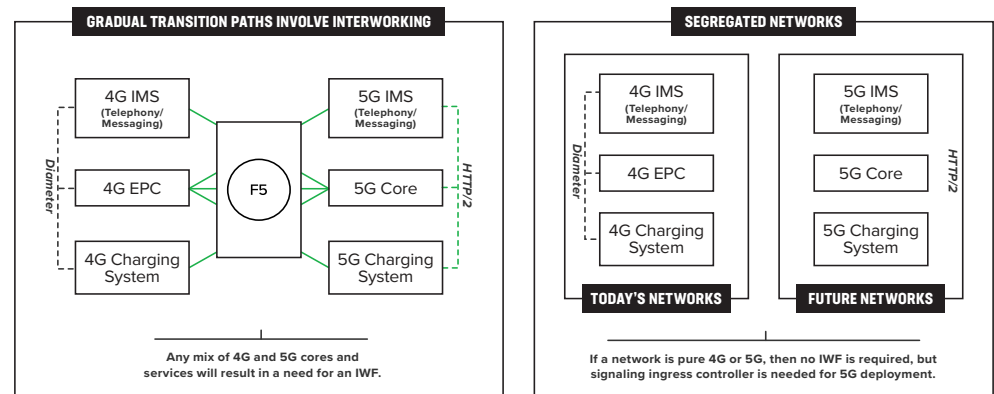 GRADUAL TRANSITION PATHS INVOLVE INTERWORKING
4G IMS
(Telephony/
Messaging)
4G EPC
4G Charging
System
Diameter
F5
5G IMS
(Telephony/
Messaging)
5G Core
5G Charging
System
HTTP/2
Any mix of 4G and 5G cores and
services will result in a need for an IWF.
SEGREGATED NETWORKS
4G IMS
(Telephony/
Messaging)
4G EPC
4G Charging
System
Diameter
TODAY'S NETWORKS
5G IMS
(Telephony/
Messaging)
5G Core
5G Charging
System
HTTP/2
FUTURE NETWORKS
If a network is pure 4G or 5G, then no IWF is required, but
signaling ingress controller is needed for 5G deployment.